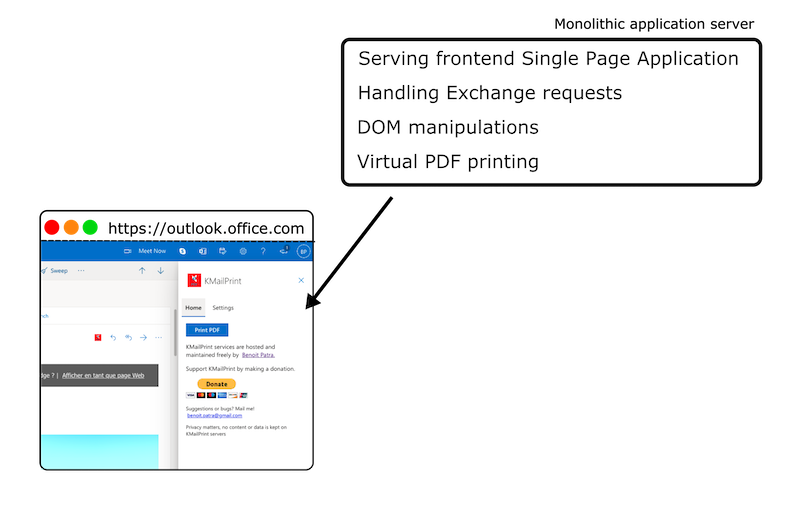 Monolithic application server
Serving frontend Single Page Application
Handling Exchange requests
DOM manipulations
Virtual PDF printing
https://outlook.office.com
Meet Now
BP
Sweep
KMailPrint
Home Settings
rch
Print PDF
KMailPrint services are hosted and
maintained freely by Benoit Patra.
dge ? | Afficher en tant que page Web
Support KMailPrint by making a donation.
Donate
VISA
Suggestions or bugs? Mail me!
benoit.patra@gmail.com
Privacy matters, no content or data is kept on
KMailPrint servers